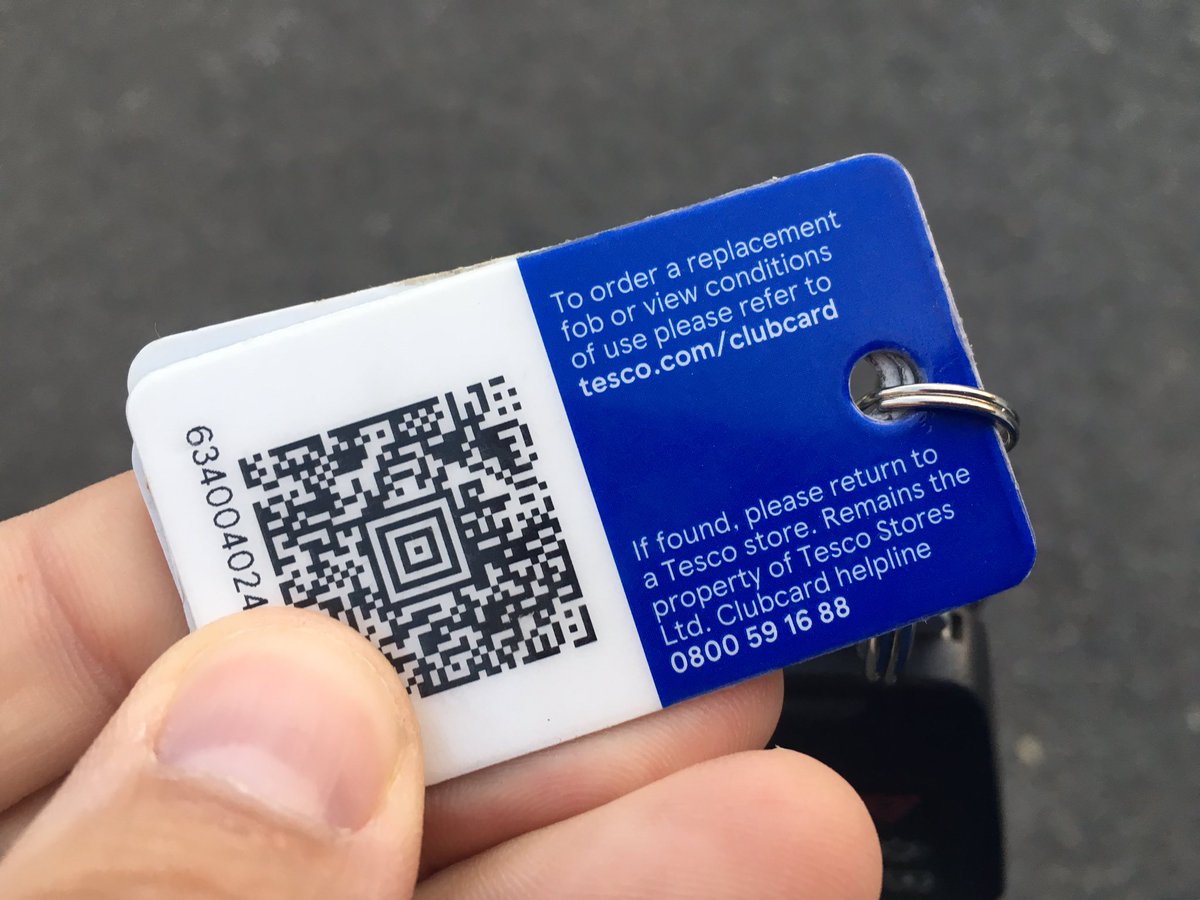 To order a replacement
fob or view conditions
of use please refer to
tesco.com/clubcard
If found, please return to
a Tesco store. Remains the
property of Tesco Stores
Ltd. Clubcard helpline
0800 59 16 88
634004024